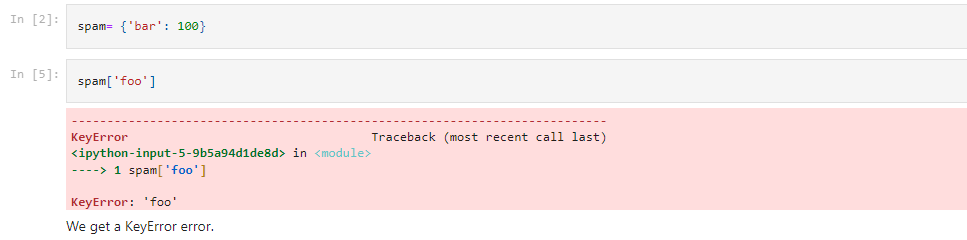 In [2]: spam= {'bar': 100}
In [5]: spam['foo']
---------------------------------------------------------------------------
KeyError                                  Traceback (most recent call last)
<ipython-input-5-9b5a94d1de8d> in <module>
----> 1 spam['foo']
KeyError: 'foo'
We get a KeyError error.